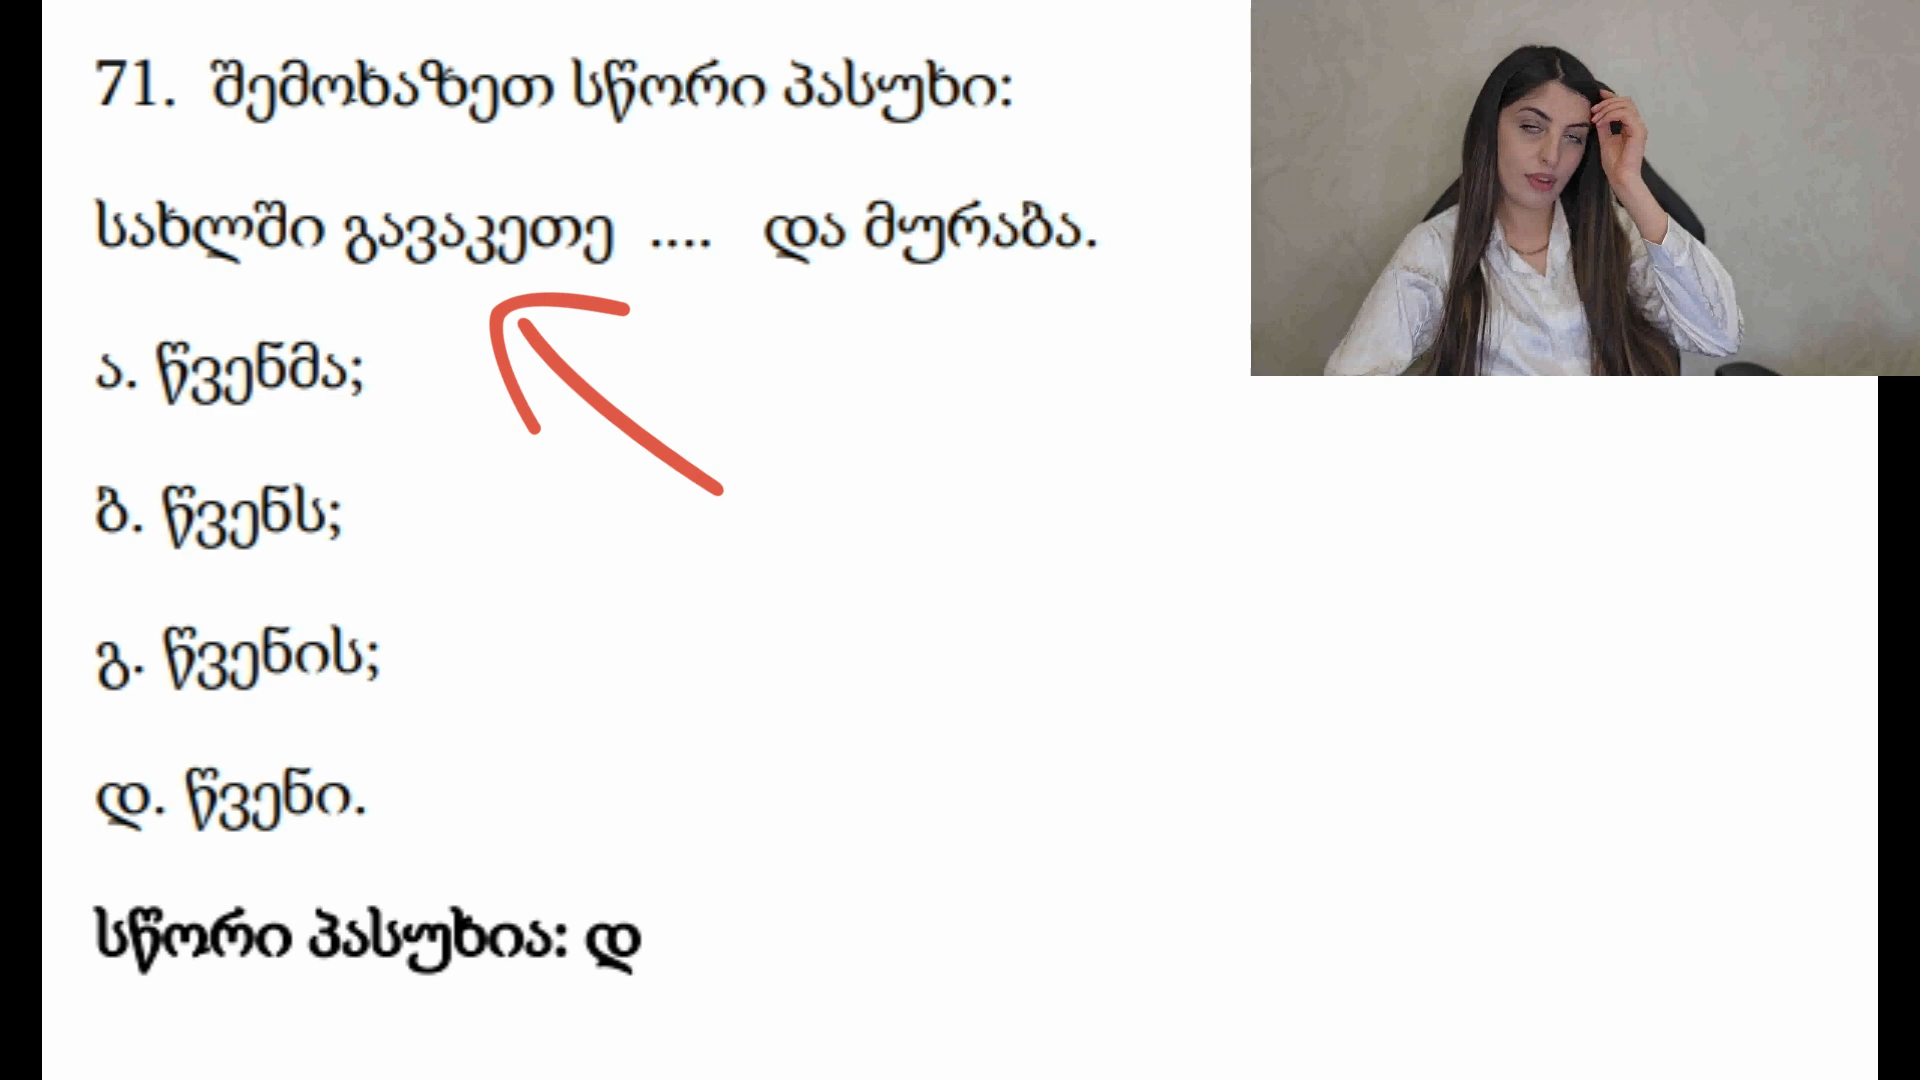 71. შემოხაზეთ სწორი პასუხი:
სახლში გავაკეთე .... და მურაბა.
ა. წვენმა;
ბ. წვენს;
გ. წვენის;
დ. წვენი.
სწორი პასუხია: დ